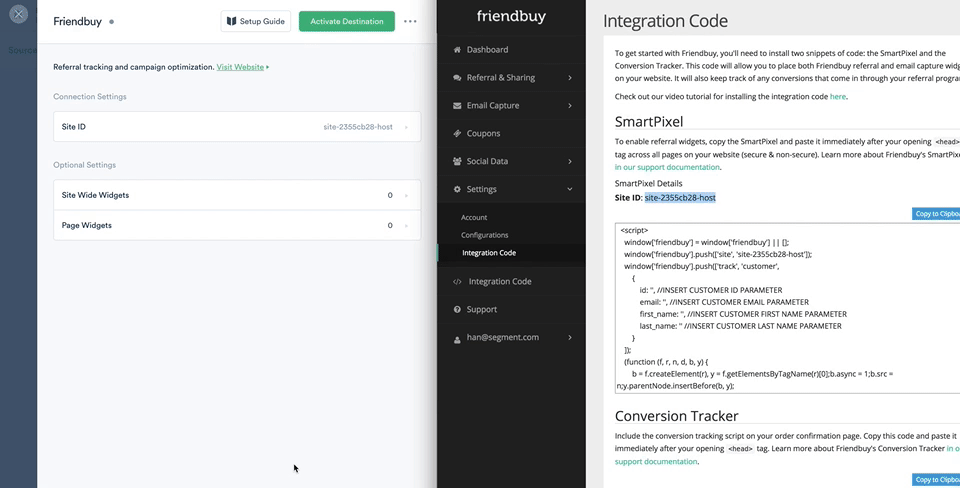 Friendbuy
Setup Guide
Activate Destination
Source
Referral tracking and campaign optimization. Visit Website
Connection Settings
Site ID
site-2355cb28-host
Optional Settings
Site Wide Widgets
0
Page Widgets
0
friendbuy
Dashboard
Referral & Sharing
Email Capture
Coupons
Social Data
Settings
Account
Configurations
Integration Code
Integration Code
Support
han@segment.com
Integration Code
To get started with Friendbuy, you'll need to install two snippets of code: the SmartPixel and the
Conversion Tracker. This code will allow you to place both Friendbuy referral and email capture
on your website. It will also keep track of any conversions that come in through your referral
Check out our video tutorial for installing the integration code here.
SmartPixel
To enable referral widgets, copy the SmartPixel and paste it immediately after your opening <head>
tag across all pages on your website (secure & non-secure). Learn more about Friendbuy's
in our support documentation.
SmartPixel Details
Site ID: site-2355cb28-host
Copy to
<script>
window['friendbuy'] = window['friendbuy'] || [];
window['friendbuy'].push(['site', 'site-2355cb28-host']);
window['friendbuy'].push(['track', 'customer',
{
id: '', //INSERT CUSTOMER ID PARAMETER
email: '', //INSERT CUSTOMER EMAIL PARAMETER
first_name: '', //INSERT CUSTOMER FIRST NAME PARAMETER
last_name: '' //INSERT CUSTOMER LAST NAME PARAMETER
}
]);
(function (f, r, n, d, b, y) {
b = f.createElement(r), y = f.getElementsByTagName(r)[0];b.async = 1;b.src =
n;y.parentNode.insertBefore(b, y);
Conversion Tracker
Include the conversion tracking script on your order confirmation page. Copy this code and paste it
immediately after your opening <head> tag. Learn more about Friendbuy's Conversion Tracker in
support documentation.
Copy to